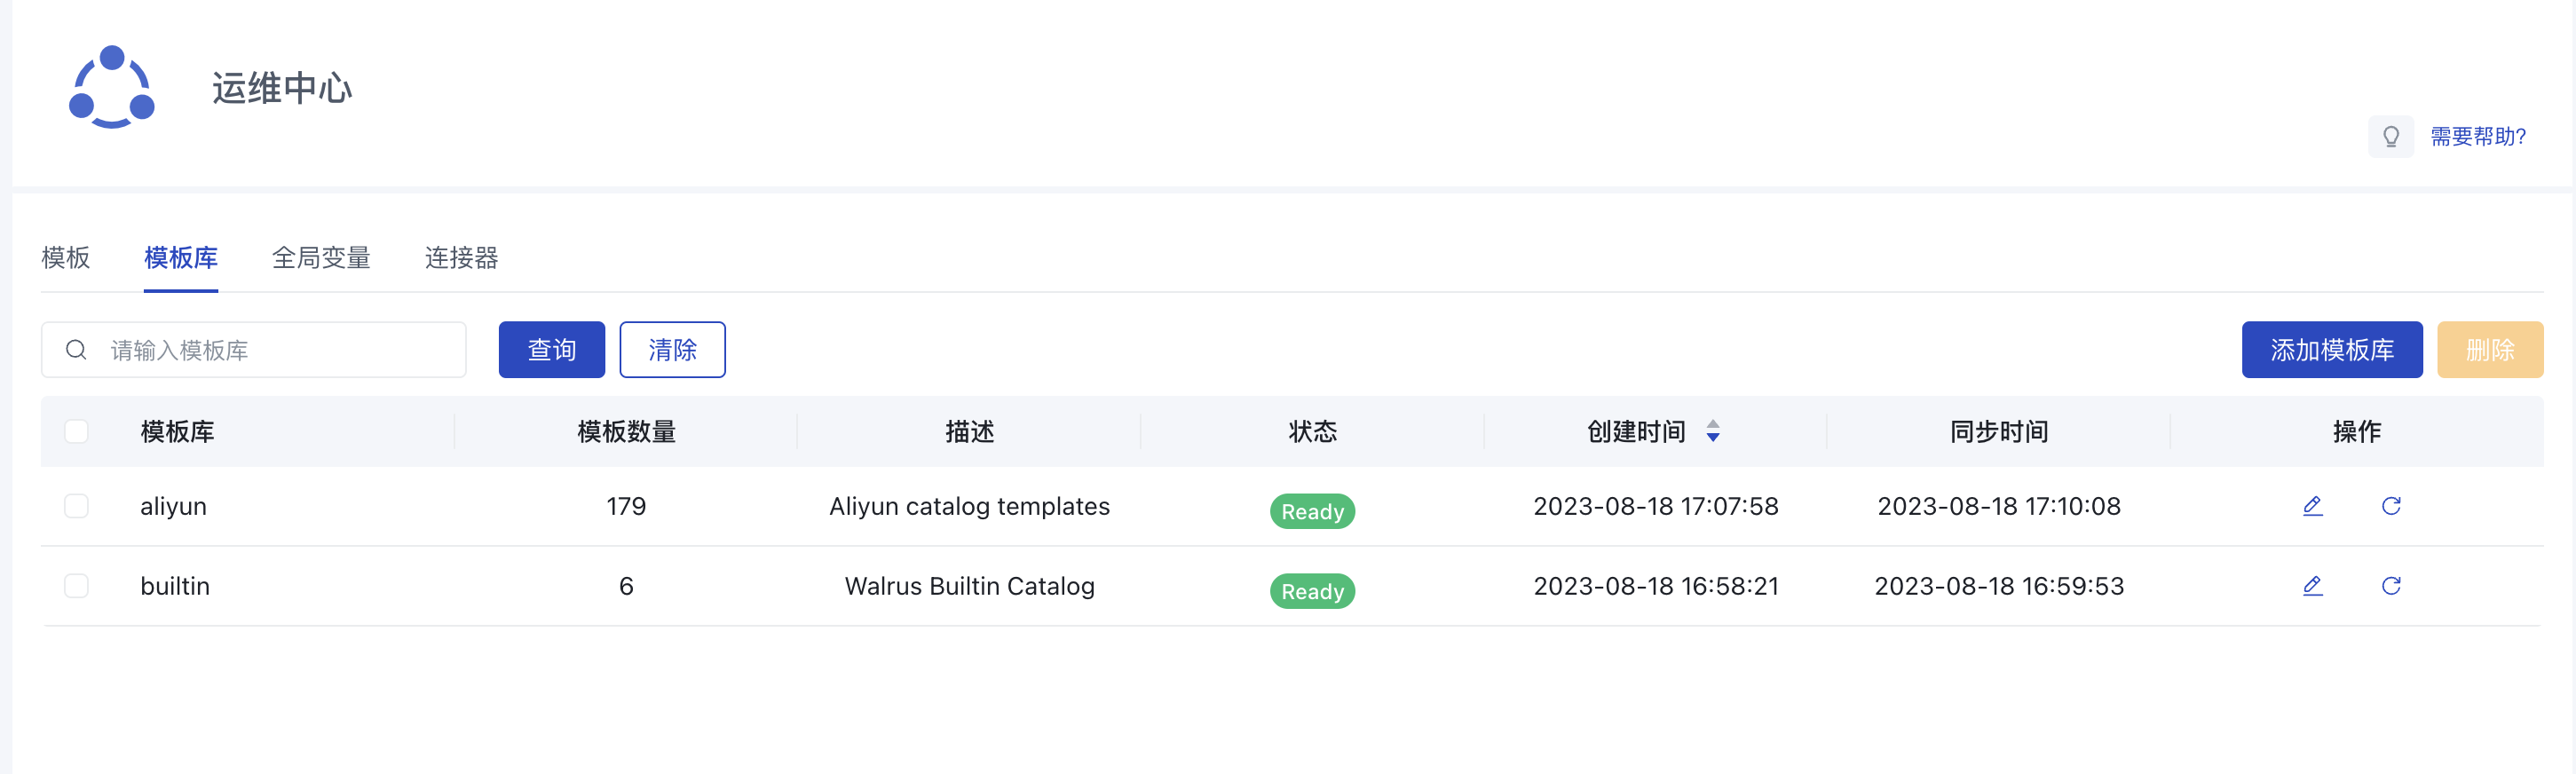 运维中心
需要帮助?
模板 模板库 全局变量 连接器
请输入模板库 查询 清除 添加模板库 删除
模板库 模板数量 描述 状态 创建时间 同步时间 操作
aliyun 179 Aliyun catalog templates Ready 2023-08-18 17:07:58 2023-08-18 17:10:08
builtin 6 Walrus Builtin Catalog Ready 2023-08-18 16:58:21 2023-08-18 16:59:53